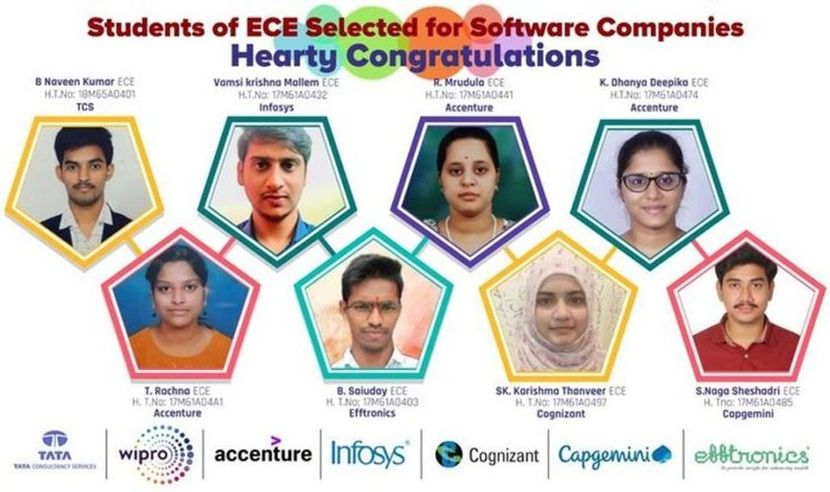 Students of ECE Selected for Software Companies
Hearty Congratulations
B Naveen Kumar ECE
H.T.No: 18M65A0401
TCS
Vamsi krishna Mallem ECE
H.T.No: 17M61A0432
Infosys
R. Mrudula ECE
H.T.No: 17M61A0441
Accenture
K. Dhanya Deepika ECE
H.T.No: 17M61A0474
Accenture
T. Rachna ECE
H. T.No: 17M61A04A1
Accenture
B. Saiuday ECE
H. T.No: 17M61A0403
Efftronics
SK. Karishma Thanveer ECE
H. T.No: 17M61A0497
Cognizant
S.Naga Sheshadri ECE
H. Tno: 17M61A0485
Capgemini
TATA
TATA CONSULTANCY SERVICES
wipro
accenture
Infosys®
Cognizant
Capgemini
efftronics®